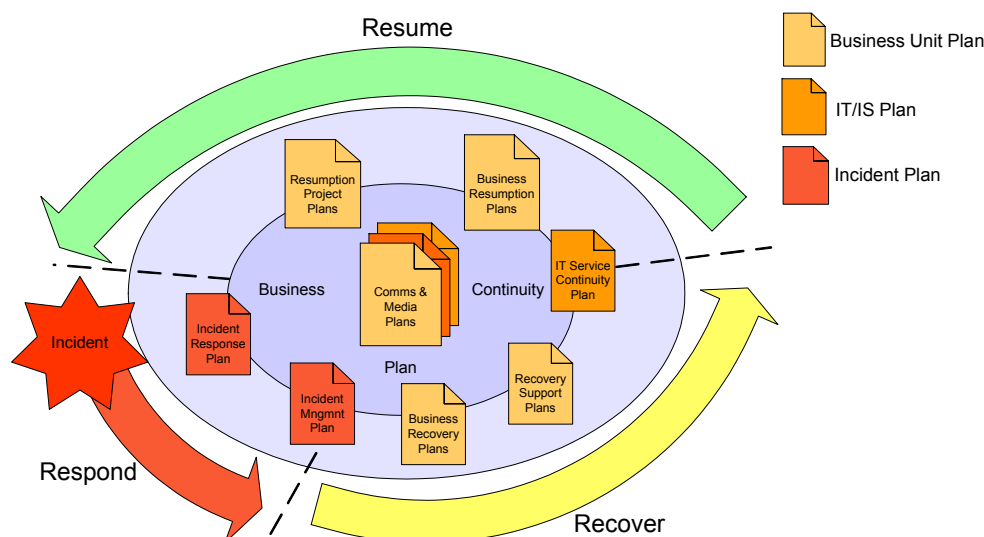 Resume
Business Unit Plan
IT/IS Plan
Incident Plan
Resumption
Project
Plans
Business
Resumption
Plans
IT Service
Continuity
Plan
Business
Continuity
Plan
Comms &
Media
Plans
Incident
Incident
Response
Plan
Incident
Mngmnt
Plan
Business
Recovery
Plans
Recovery
Support
Plans
Respond
Recover